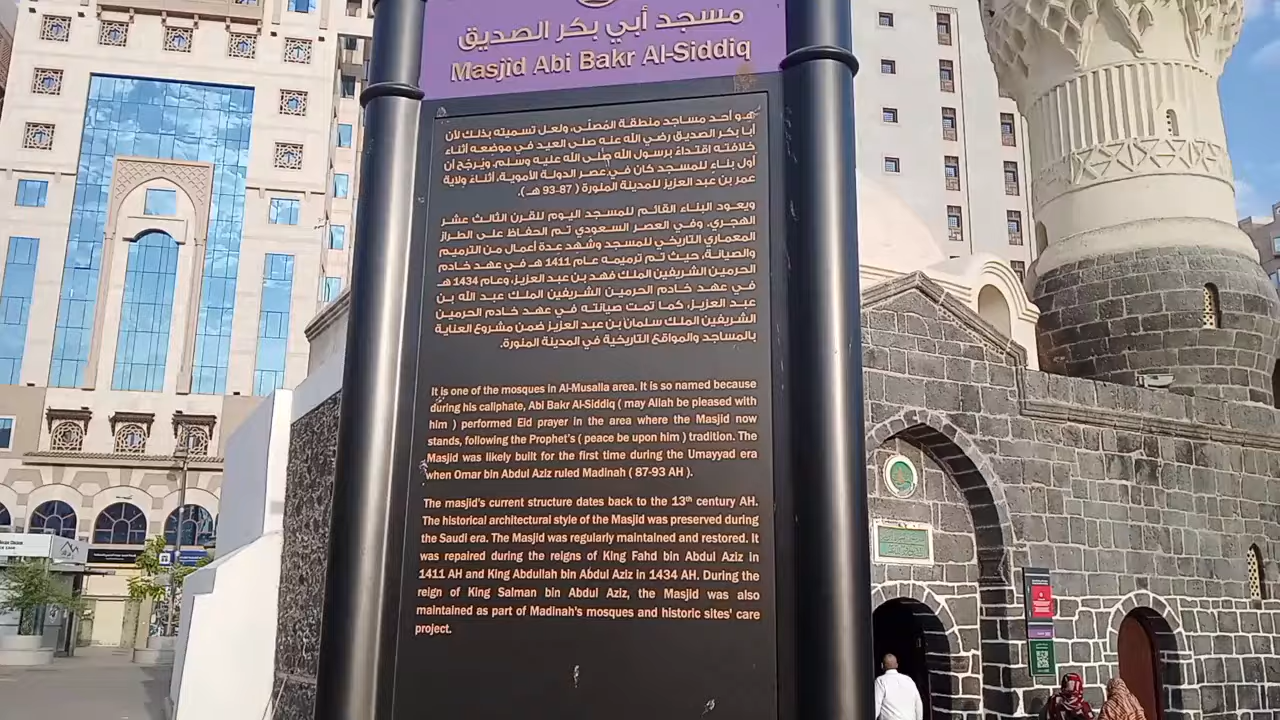 مسجد أبي بكر الصديق
Masjid Abi Bakr Al-Siddiq
هو أحد مساجد منطقة المُصلّى، ولعل تسميته بذلك لأن
أبا بكر الصديق رضي الله عنه صلى العيد في موضعه أثناء
خلافته اقتداءً برسول الله صلى الله عليه وسلم. ويُرجَح أن
أول بناء للمسجد كان في عصر الدولة الأموية، أثناء ولاية
عمر بن عبد العزيز للمدينة المنورة ( 87-93 هـ ).
ويعود البناء القائم للمسجد اليوم للقرن الثالث عشر
الهجري. وفي العصر السعودي تم الحفاظ على الطراز
المعماري التاريخي للمسجد وشهد عدة أعمال من الترميم
والصيانة، حيث تم ترميمه عام 1411 هـ في عهد خادم
الحرمين الشريفين الملك فهد بن عبد العزيز، وعام 1434 هـ
في عهد خادم الحرمين الشريفين الملك عبد الله بن
عبد العزيز، كما تمت صيانته في عهد خادم الحرمين
الشريفين الملك سلمان بن عبد العزيز ضمن مشروع العناية
بالمساجد والمواقع التاريخية في المدينة المنورة.
It is one of the mosques in Al-Musalla area. It is so named because
during his caliphate, Abi Bakr Al-Siddiq ( may Allah be pleased with
him ) performed Eid prayer in the area where the Masjid now
stands, following the Prophet's ( peace be upon him ) tradition. The
Masjid was likely built for the first time during the Umayyad era
when Omar bin Abdul Aziz ruled Madinah ( 87-93 AH ).
The masjid's current structure dates back to the 13th century AH.
The historical architectural style of the Masjid was preserved during
the Saudi era. The Masjid was regularly maintained and restored. It
was repaired during the reigns of King Fahd bin Abdul Aziz in
1411 AH and King Abdullah bin Abdul Aziz in 1434 AH. During the
reign of King Salman bin Abdul Aziz, the Masjid was also
maintained as part of Madinah's mosques and historic sites' care
project.